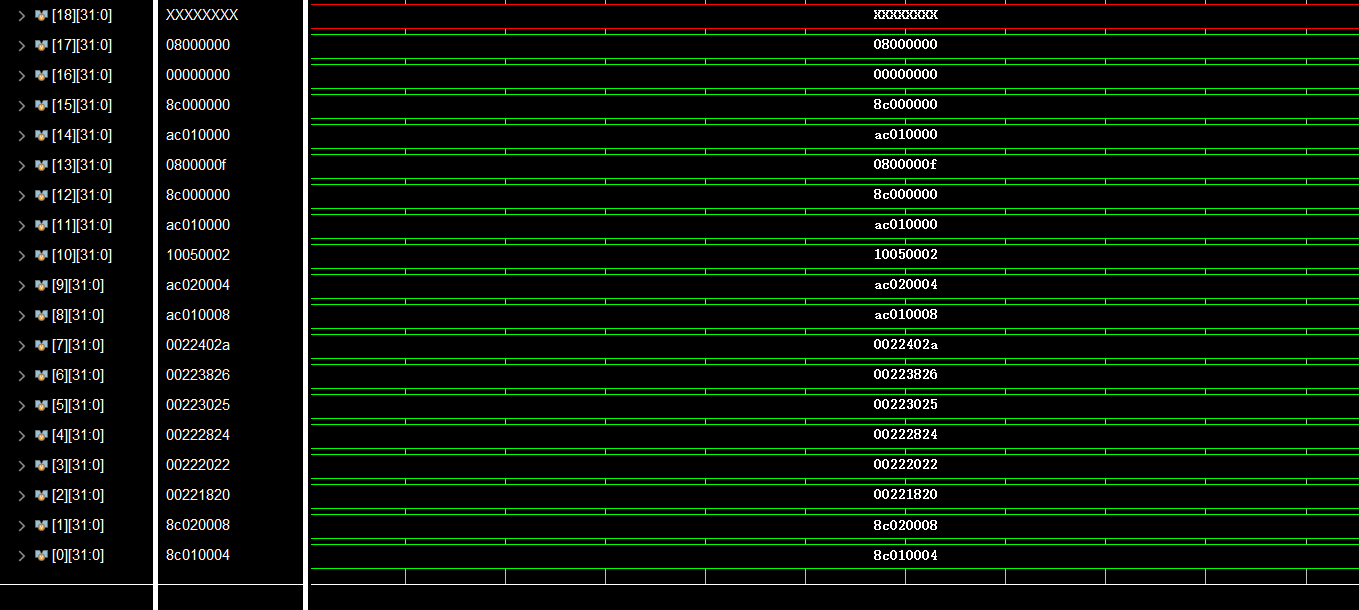 [18][31:0] XXXXXXXX XXXXXXXX
[17][31:0] 08000000 08000000
[16][31:0] 00000000 00000000
[15][31:0] 8c000000 8c000000
[14][31:0] ac010000 ac010000
[13][31:0] 0800000f 0800000f
[12][31:0] 8c000000 8c000000
[11][31:0] ac010000 ac010000
[10][31:0] 10050002 10050002
[9][31:0] ac020004 ac020004
[8][31:0] ac010008 ac010008
[7][31:0] 0022402a 0022402a
[6][31:0] 00223826 00223826
[5][31:0] 00223025 00223025
[4][31:0] 00222824 00222824
[3][31:0] 00222022 00222022
[2][31:0] 00221820 00221820
[1][31:0] 8c020008 8c020008
[0][31:0] 8c010004 8c010004